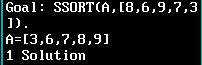 Goal: SSORT(A,[8,6,9,7,3
]).
A=[3,6,7,8,9]
1 Solution